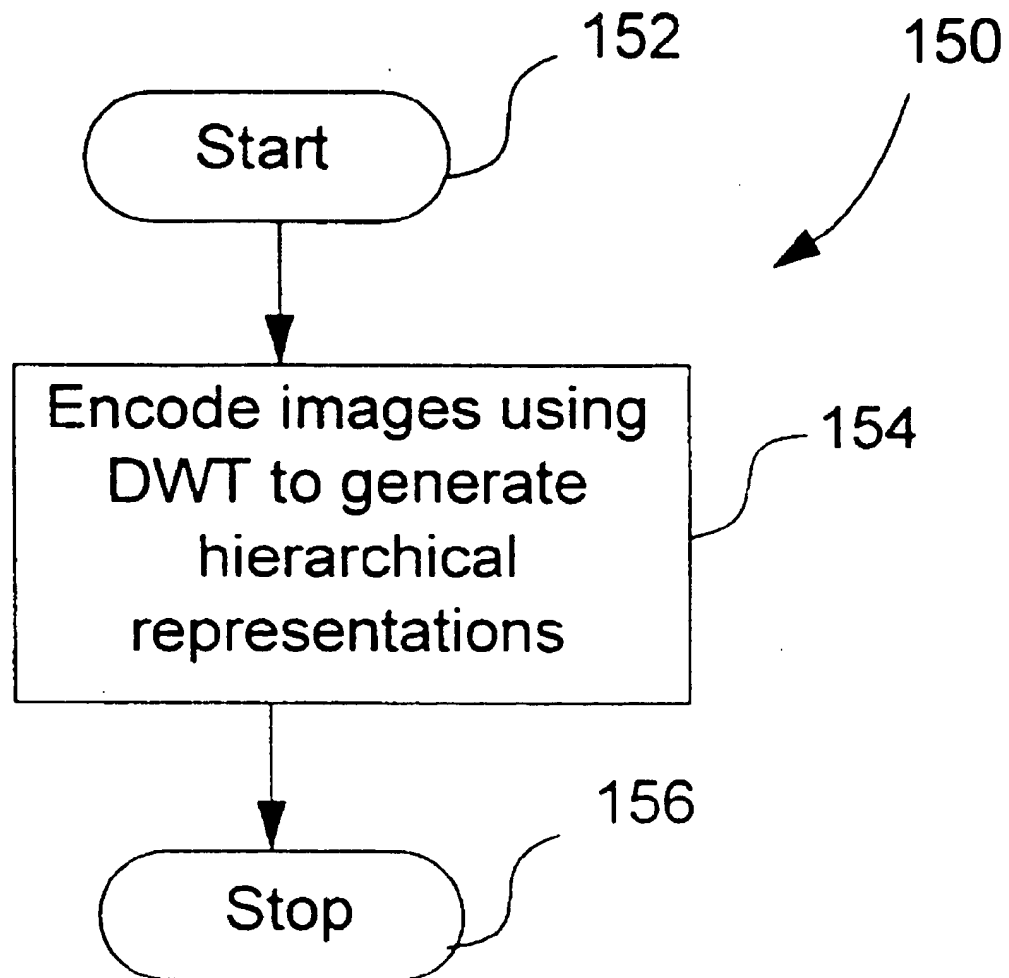 152
150
Start
Encode images using
DWT to generate
hierarchical
representations
154
156
Stop